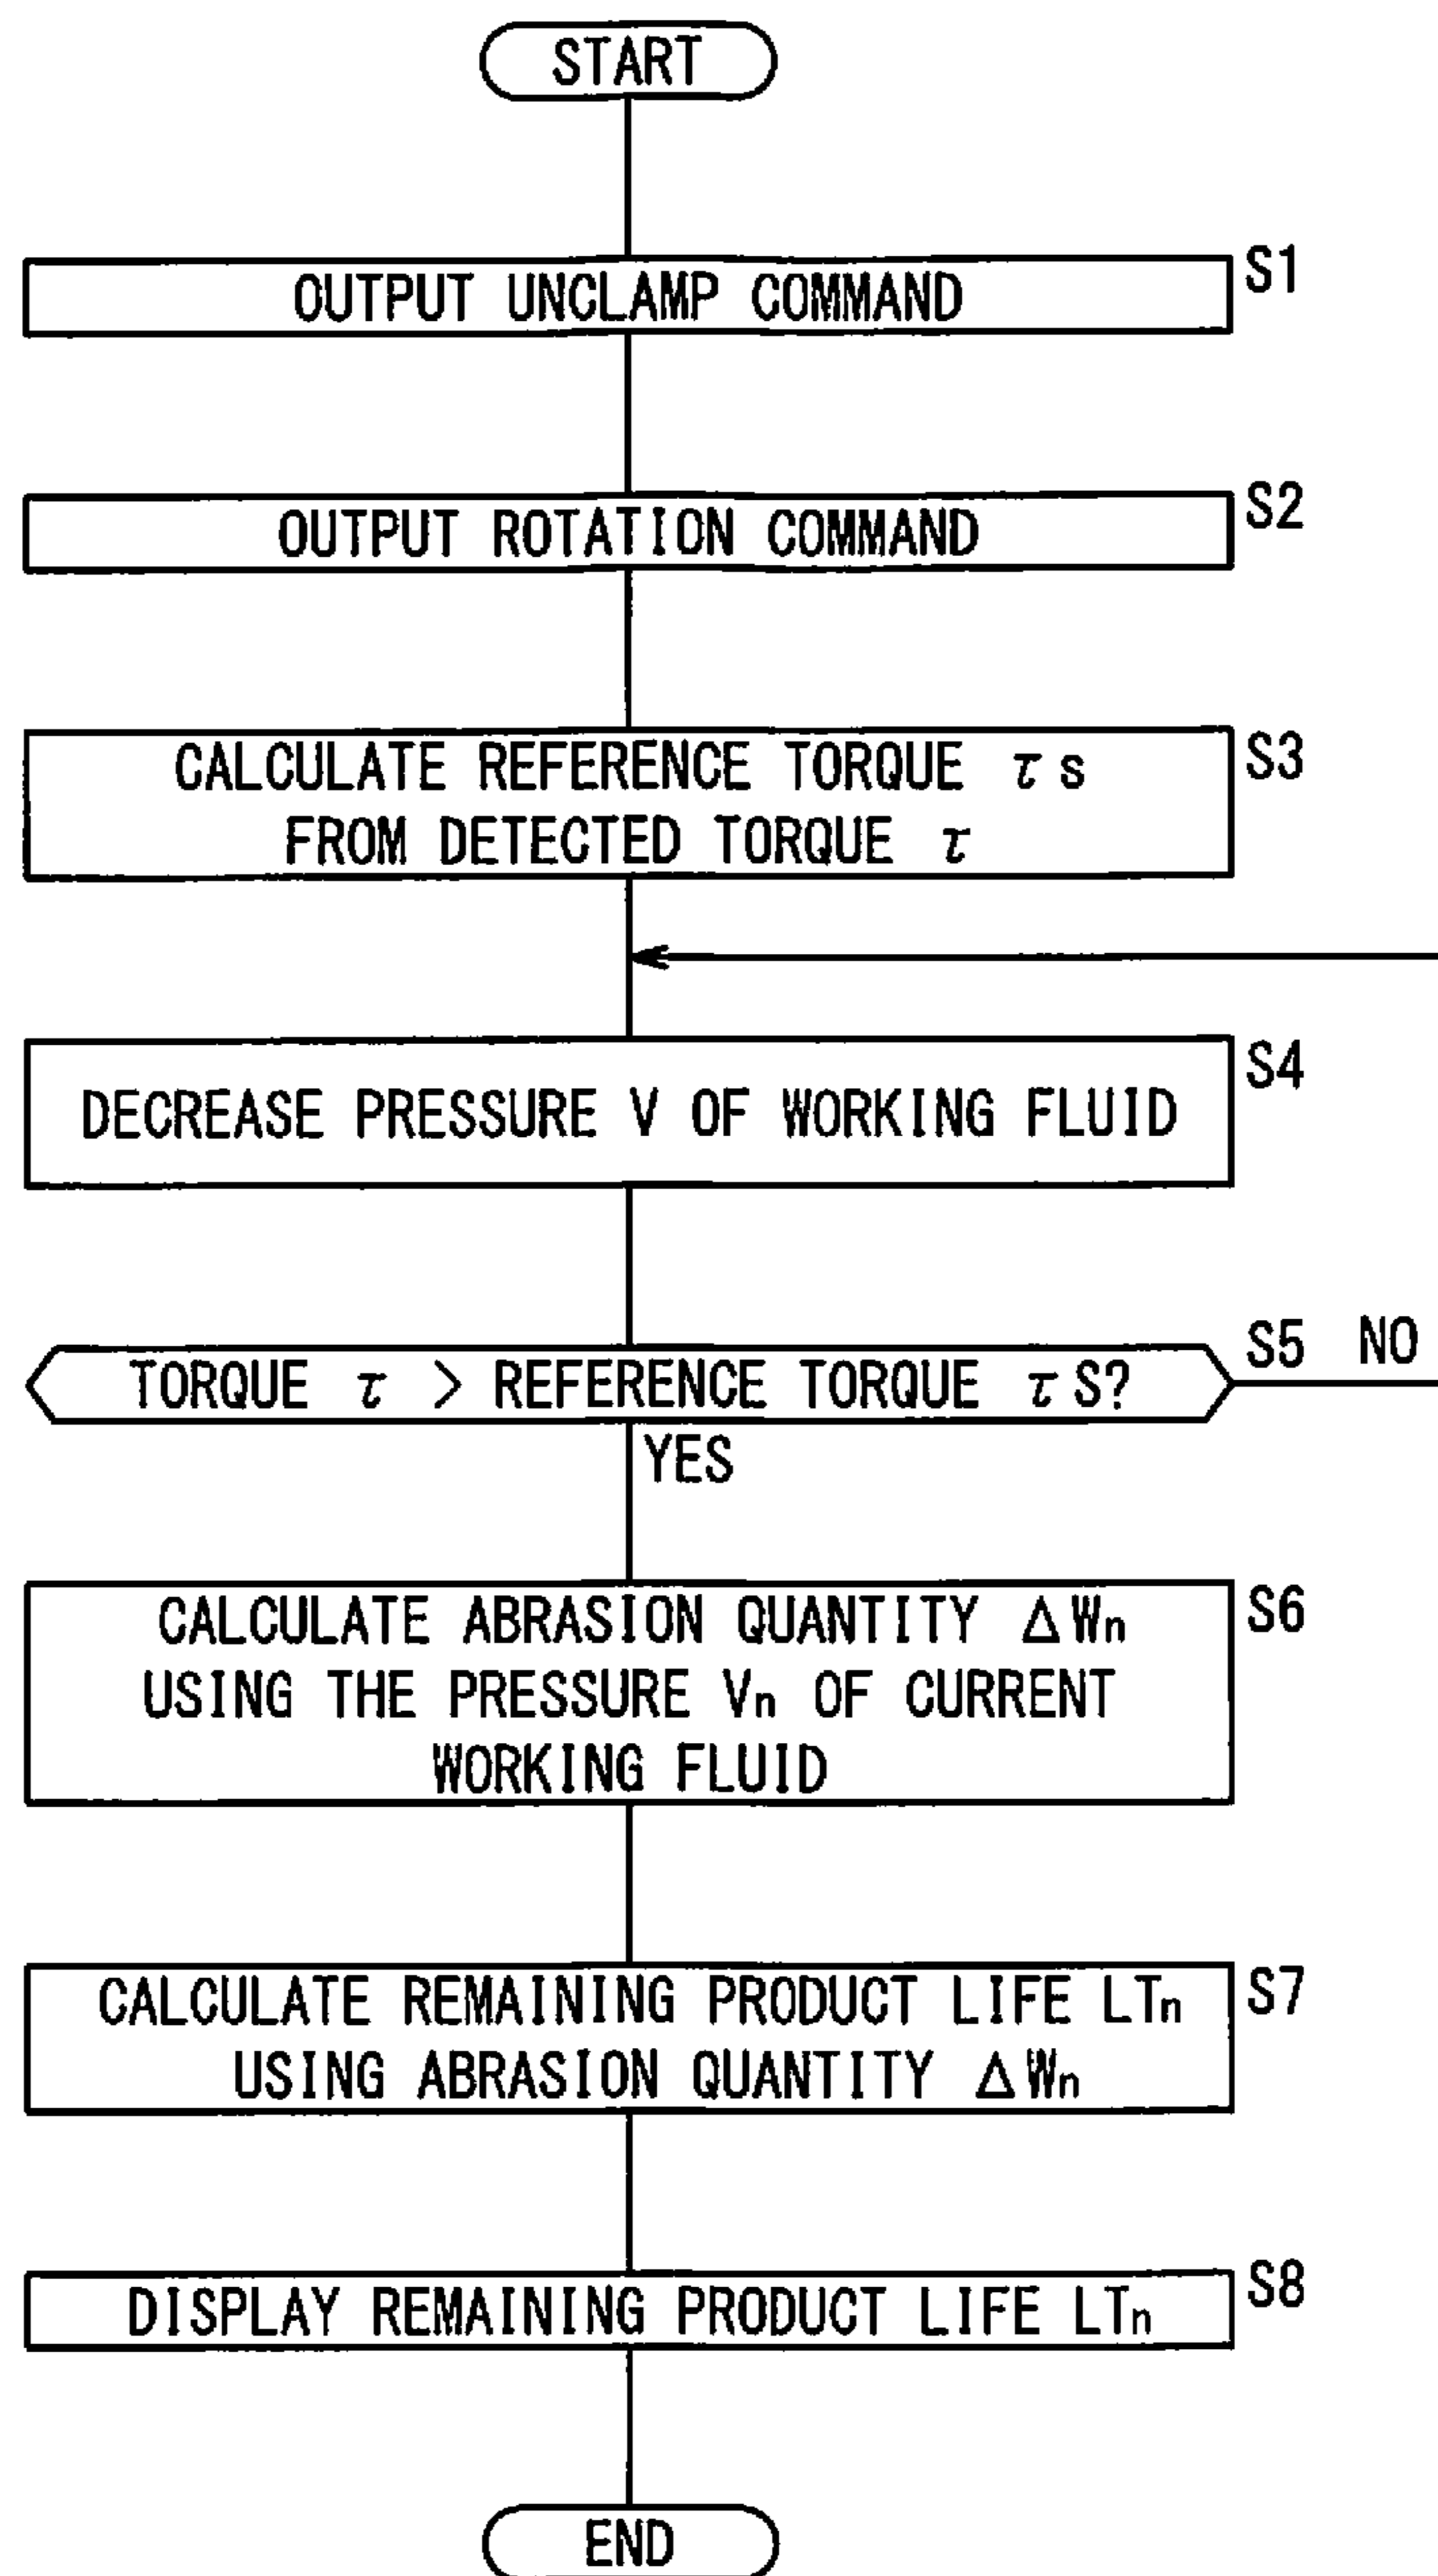 START
S1
OUTPUT UNCLAMP COMMAND
S2
OUTPUT ROTATION COMMAND
S3
CALCULATE REFERENCE TORQUE τs
FROM DETECTED TORQUE τ
S4
DECREASE PRESSURE V OF WORKING FLUID
S5 NO
TORQUE τ > REFERENCE TORQUE τS?
YES
S6
CALCULATE ABRASION QUANTITY ΔWn
USING THE PRESSURE Vn OF CURRENT
WORKING FLUID
S7
CALCULATE REMAINING PRODUCT LIFE LTn
USING ABRASION QUANTITY ΔWn
S8
DISPLAY REMAINING PRODUCT LIFE LTn
END